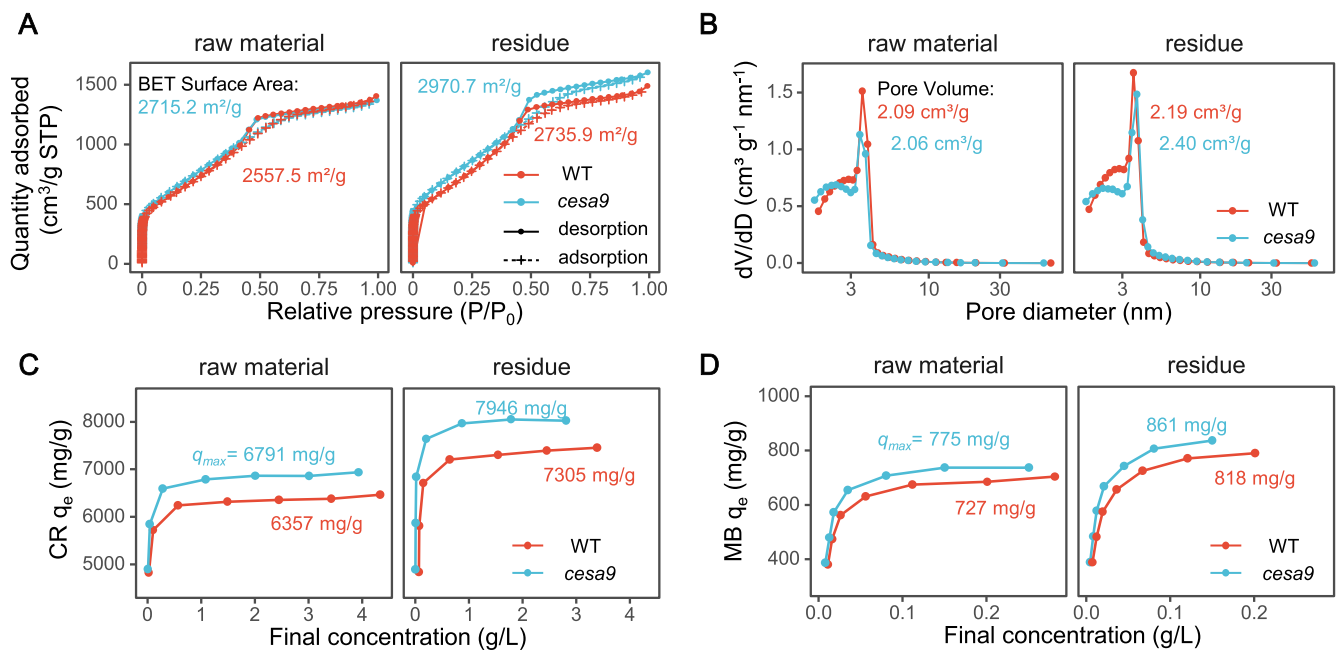 A
raw material
residue
Quantity adsorbed
(cm³/g STP)
1500
1000
500
0
BET Surface Area:
2715.2 m²/g
2557.5 m²/g
2970.7 m²/g
2735.9 m²/g
WT
cesa9
desorption
adsorption
0 0.25 0.50 0.75 1.00
0 0.25 0.50 0.75 1.00
Relative pressure (P/P₀)
B
raw material
residue
dV/dD (cm³ g⁻¹ nm⁻¹)
1.5
1.0
0.5
0.0
Pore Volume:
2.09 cm³/g
2.06 cm³/g
2.19 cm³/g
2.40 cm³/g
WT
cesa9
3 10 30
3 10 30
Pore diameter (nm)
C
raw material
residue
CR qₑ (mg/g)
8000
7000
6000
5000
qmax= 6791 mg/g
6357 mg/g
7946 mg/g
7305 mg/g
WT
cesa9
0 1 2 3 4
0 1 2 3 4
Final concentration (g/L)
D
raw material
residue
MB qₑ (mg/g)
1000
800
600
400
qmax= 775 mg/g
727 mg/g
861 mg/g
818 mg/g
WT
cesa9
0.0 0.1 0.2
0.0 0.1 0.2
Final concentration (g/L)